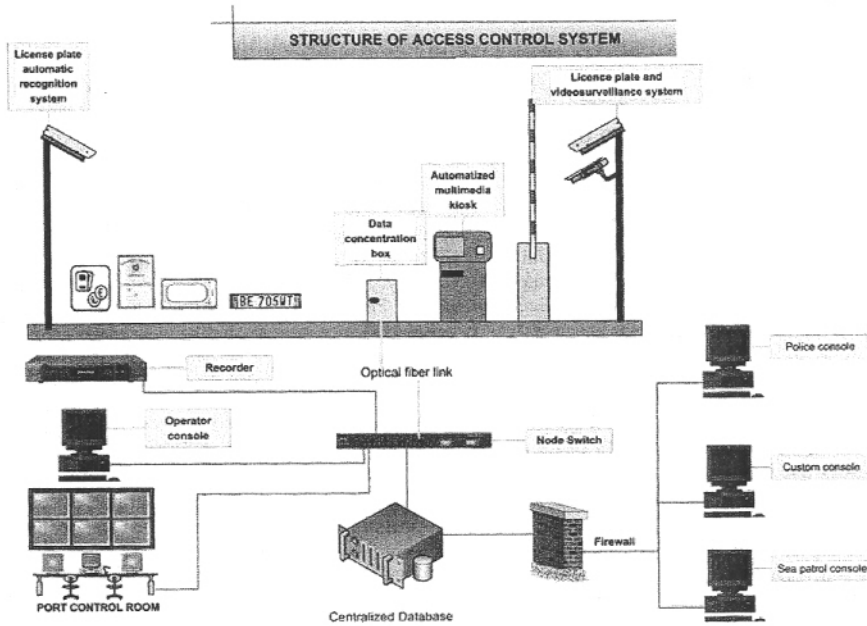 STRUCTURE OF ACCESS CONTROL SYSTEM
License plate
automatic
recognition
system
Licence plate and
videosurveillance system
Automatized
multimedia
kiosk
Data
concentration
box
BE 705WT
Recorder
Optical fiber link
Police console
Operator
console
Node Switch
Custom console
Firewall
Sea patrol console
PORT CONTROL ROOM
Centralized Database